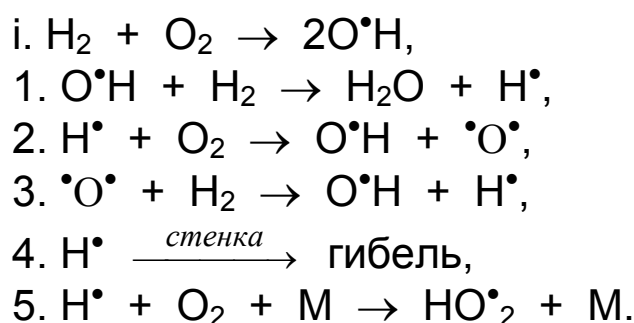 i. H₂ + O₂ → 2O•H,
1. O•H + H₂ → H₂O + H•,
2. H• + O₂ → O•H + •O•,
3. •O• + H₂ → O•H + H•,
4. H• стенка → гибель,
5. H• + O₂ + M → HO•₂ + M.